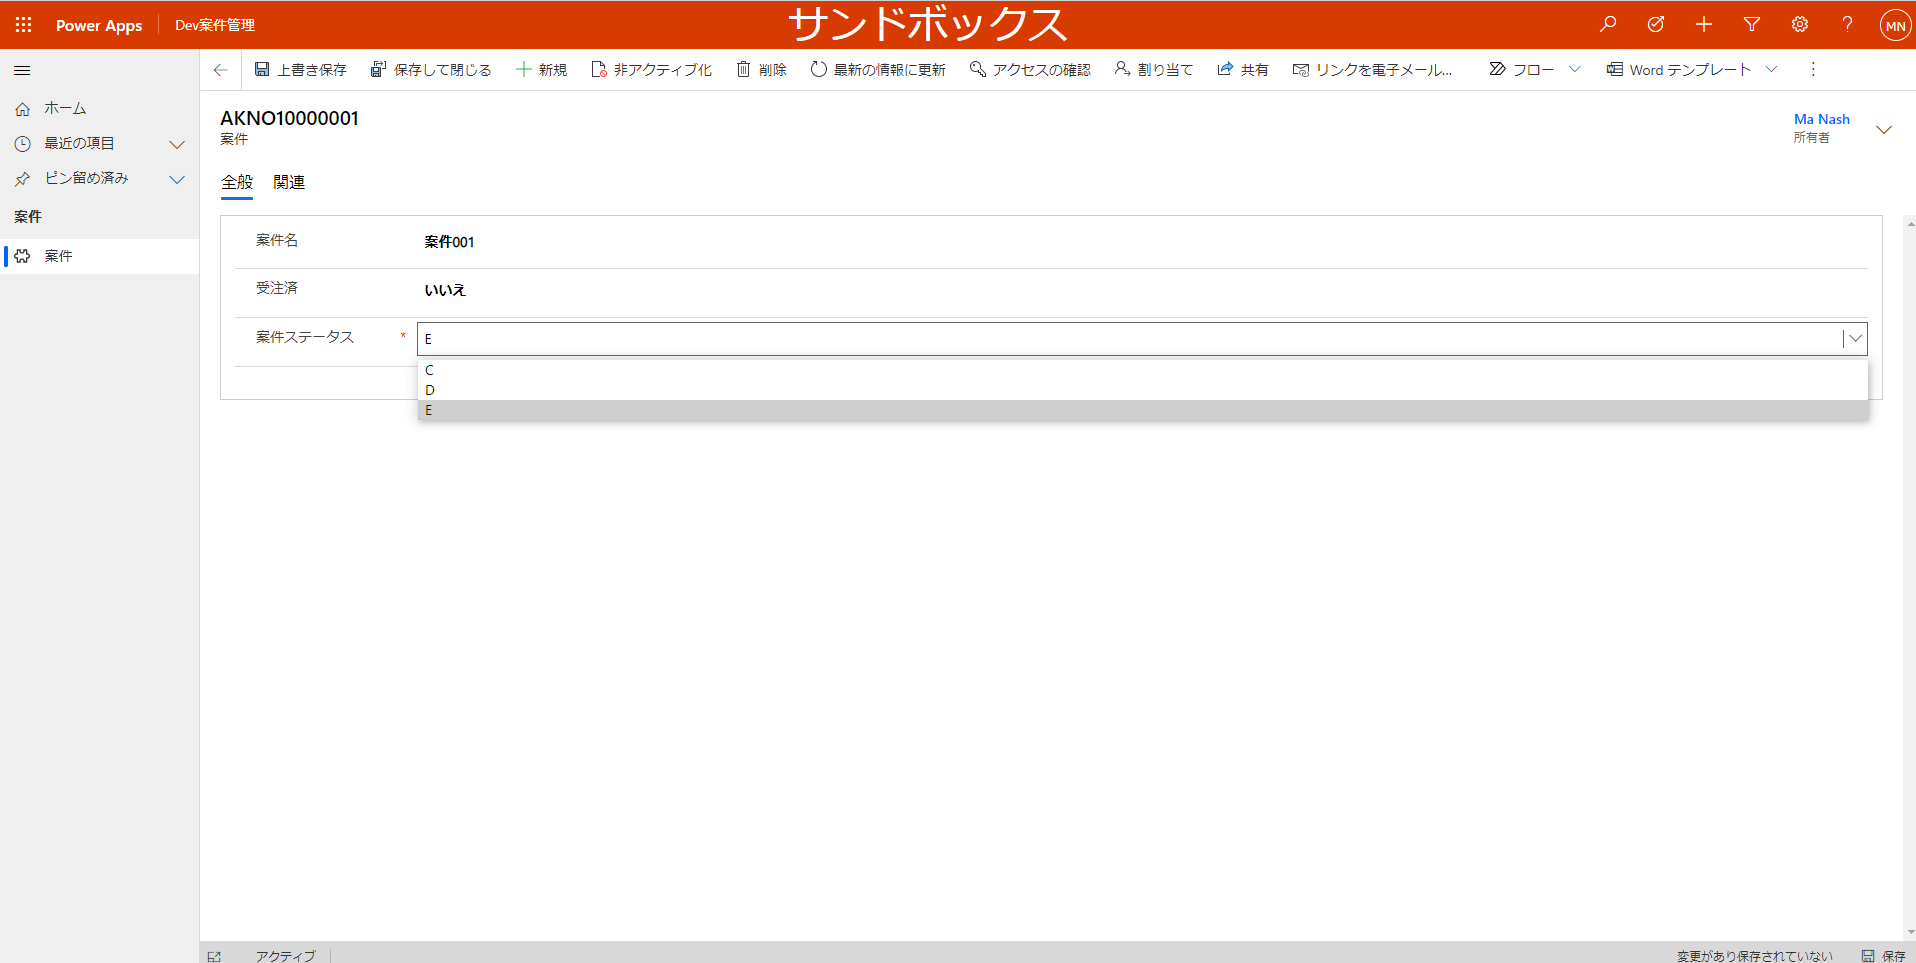 Power Apps
Dev案件管理
サンドボックス
MN
上書き保存
保存して閉じる
新規
非アクティブ化
削除
最新の情報に更新
アクセスの確認
割り当て
共有
リンクを電子メール...
フロー
Word テンプレート
ホーム
最近の項目
ピン留め済み
案件
案件
AKNO10000001
案件
Ma Nash
所有者
全般
関連
案件名
案件001
受注済
いいえ
案件ステータス
*
E
C
D
E
アクティブ
変更があり保存されていない
保存